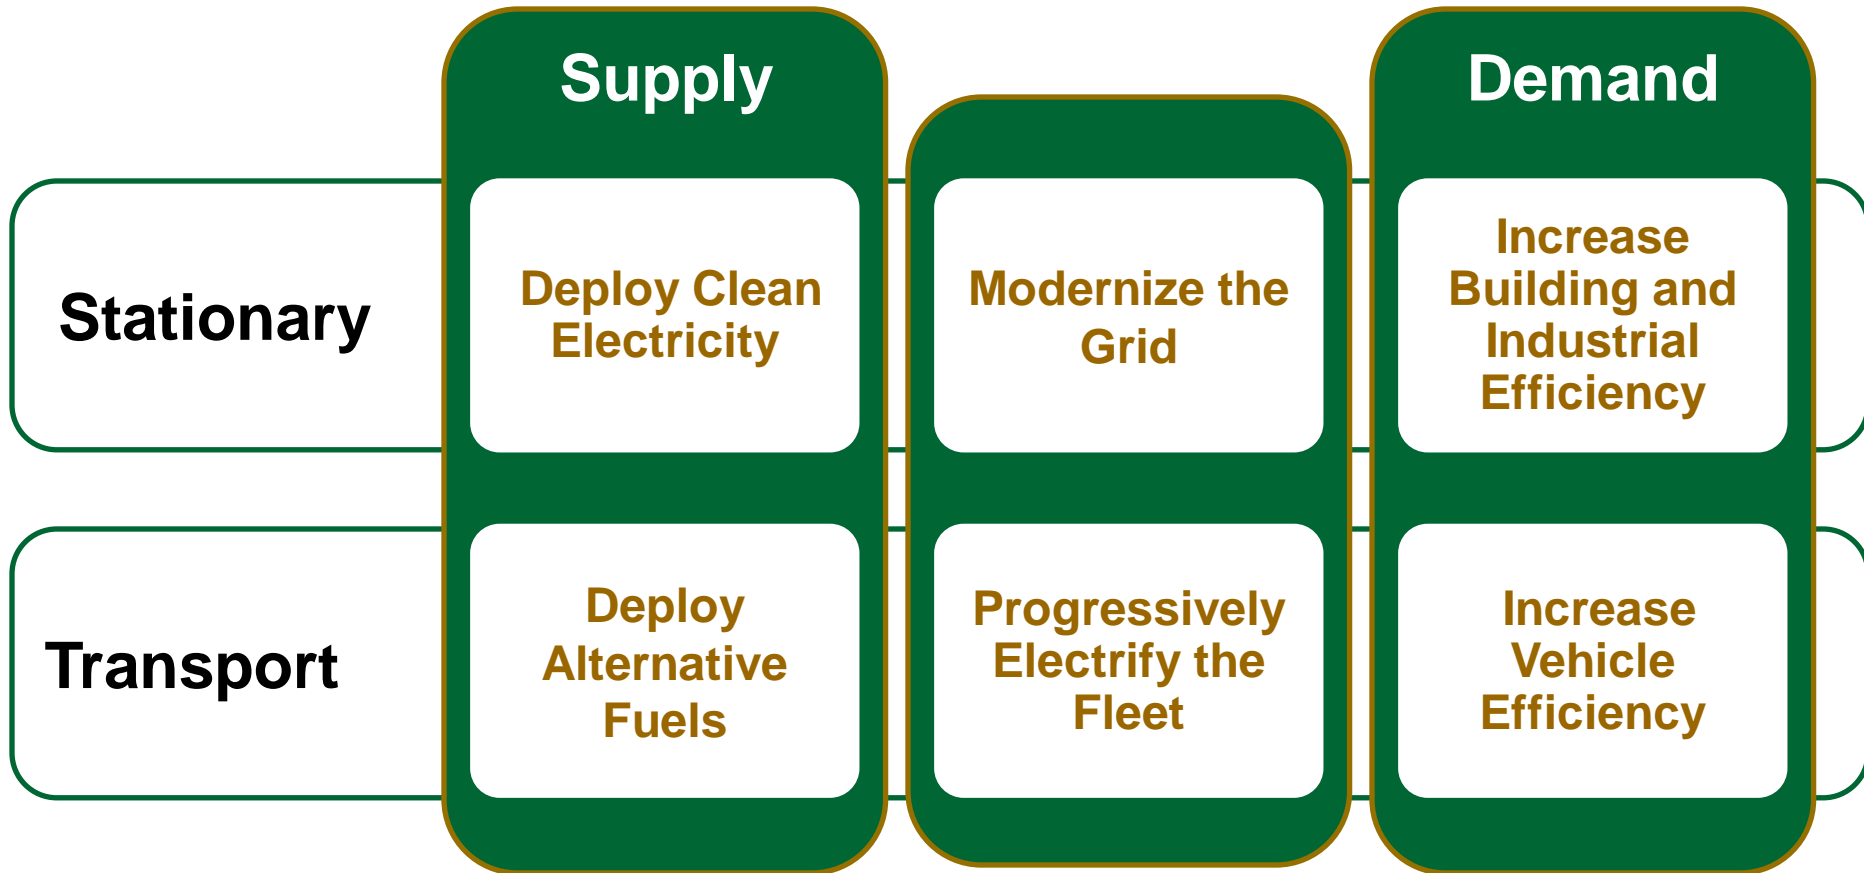 Supply
Demand
Stationary
Deploy Clean
Electricity
Modernize the
Grid
Increase
Building and
Industrial
Efficiency
Transport
Deploy
Alternative
Fuels
Progressively
Electrify the
Fleet
Increase
Vehicle
Efficiency